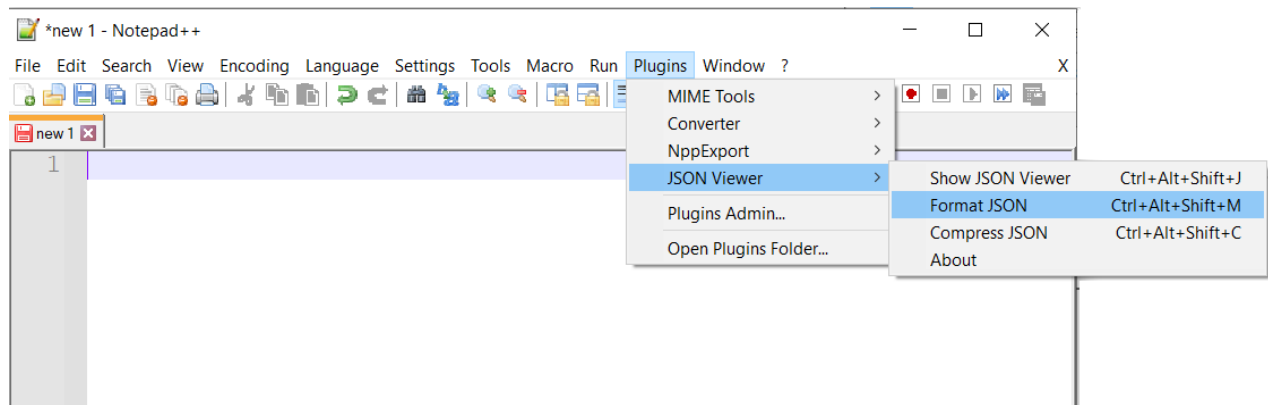 *new 1 - Notepad++
File Edit Search View Encoding Language Settings Tools Macro Run Plugins Window ? X
new 1
1
MIME Tools
Converter
NppExport
JSON Viewer
Plugins Admin...
Open Plugins Folder...
Show JSON Viewer Ctrl+Alt+Shift+J
Format JSON Ctrl+Alt+Shift+M
Compress JSON Ctrl+Alt+Shift+C
About